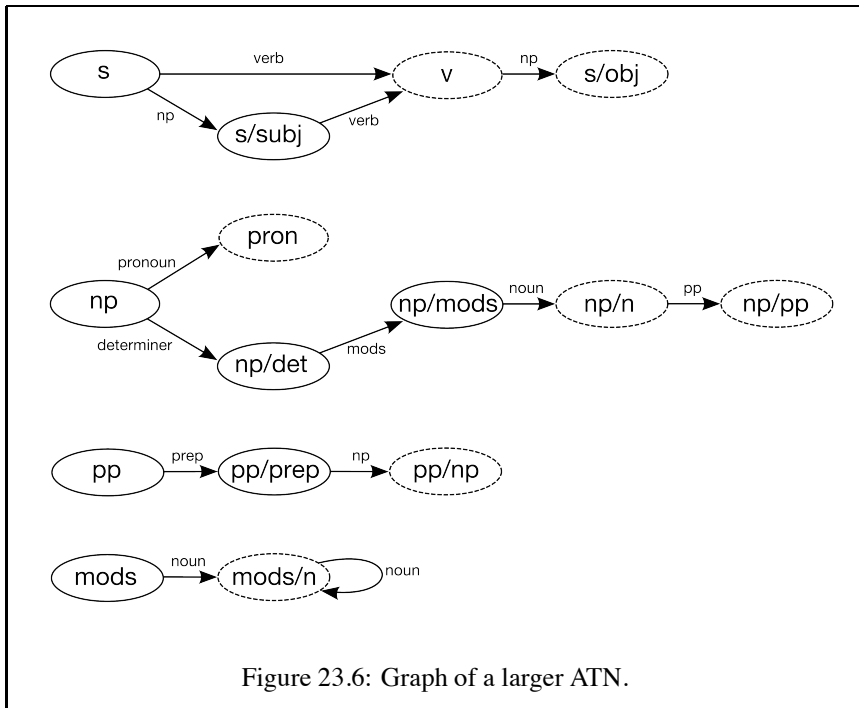 s
verb
v
np
s/obj
np
s/subj
verb
pron
pronoun
np
determiner
np/det
mods
np/mods
noun
np/n
pp
np/pp
pp
prep
pp/prep
np
pp/np
mods
noun
mods/n
noun
Figure 23.6: Graph of a larger ATN.